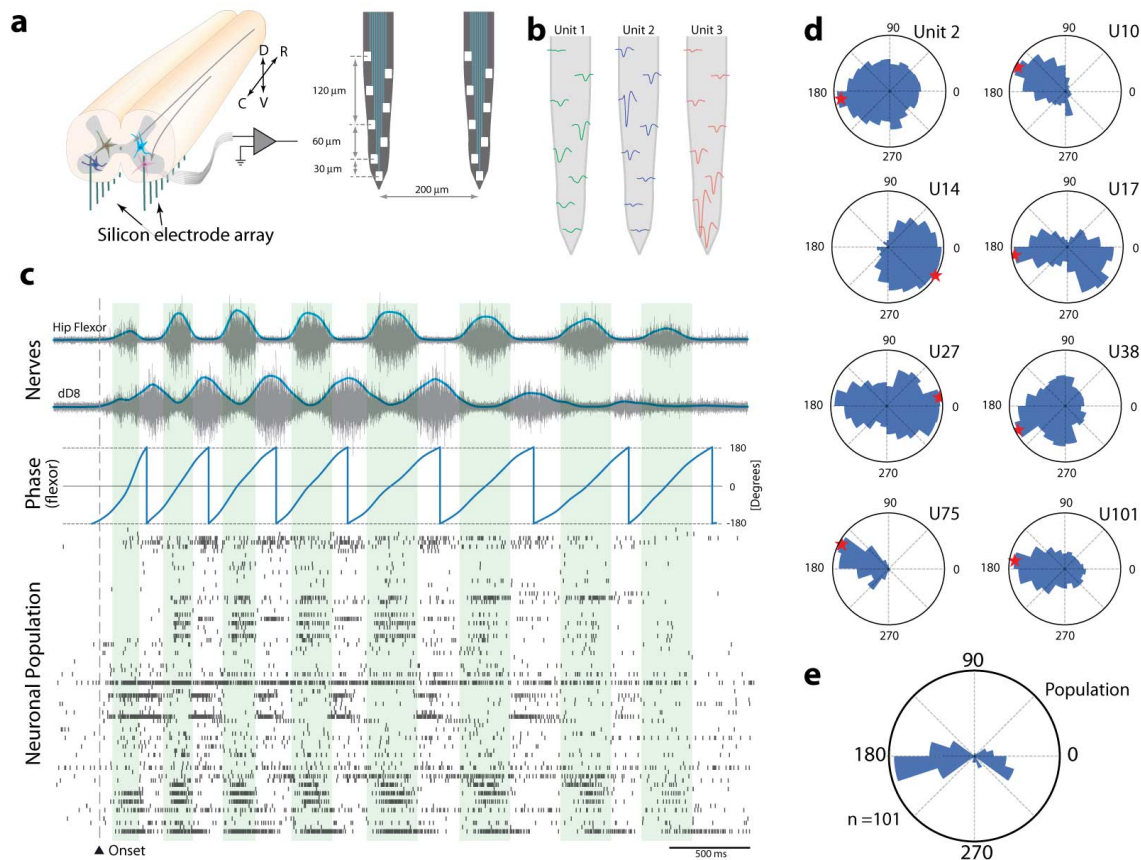 a
D
R
C
V
Silicon electrode array
120 µm
60 µm
30 µm
200 µm
b
Unit 1
Unit 2
Unit 3
c
Nerves
Hip Flexor
dD8
Phase
(flexor)
180
0
-180
[Degrees]
Neuronal Population
▲ Onset
500 ms
d
Unit 2
90
180
0
270
U10
90
180
0
270
U14
90
180
0
270
U17
90
180
0
270
U27
90
180
0
270
U38
90
180
0
270
U75
90
180
0
270
U101
90
180
0
270
e
Population
90
180
0
270
n =101